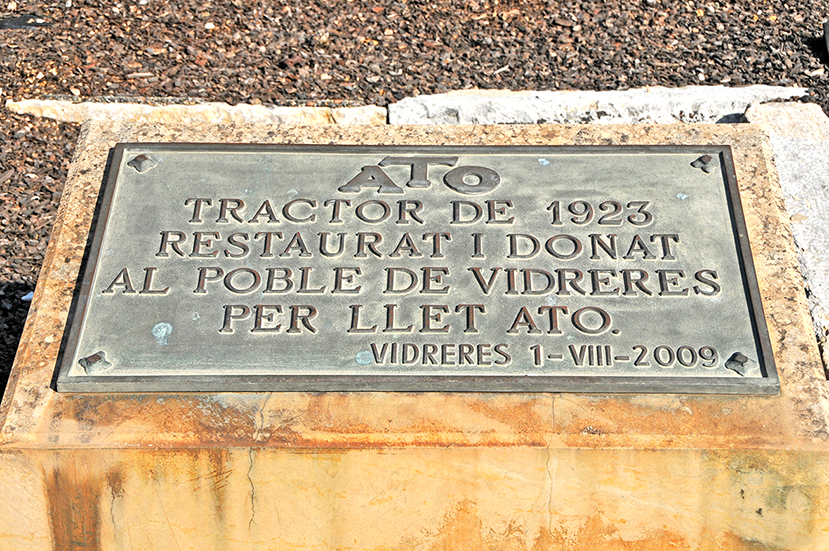 ATO
TRACTOR DE 1923
RESTAURAT I DONAT
AL POBLE DE VIDRERES
PER LLET ATO.
VIDRERES 1-VIII-2009